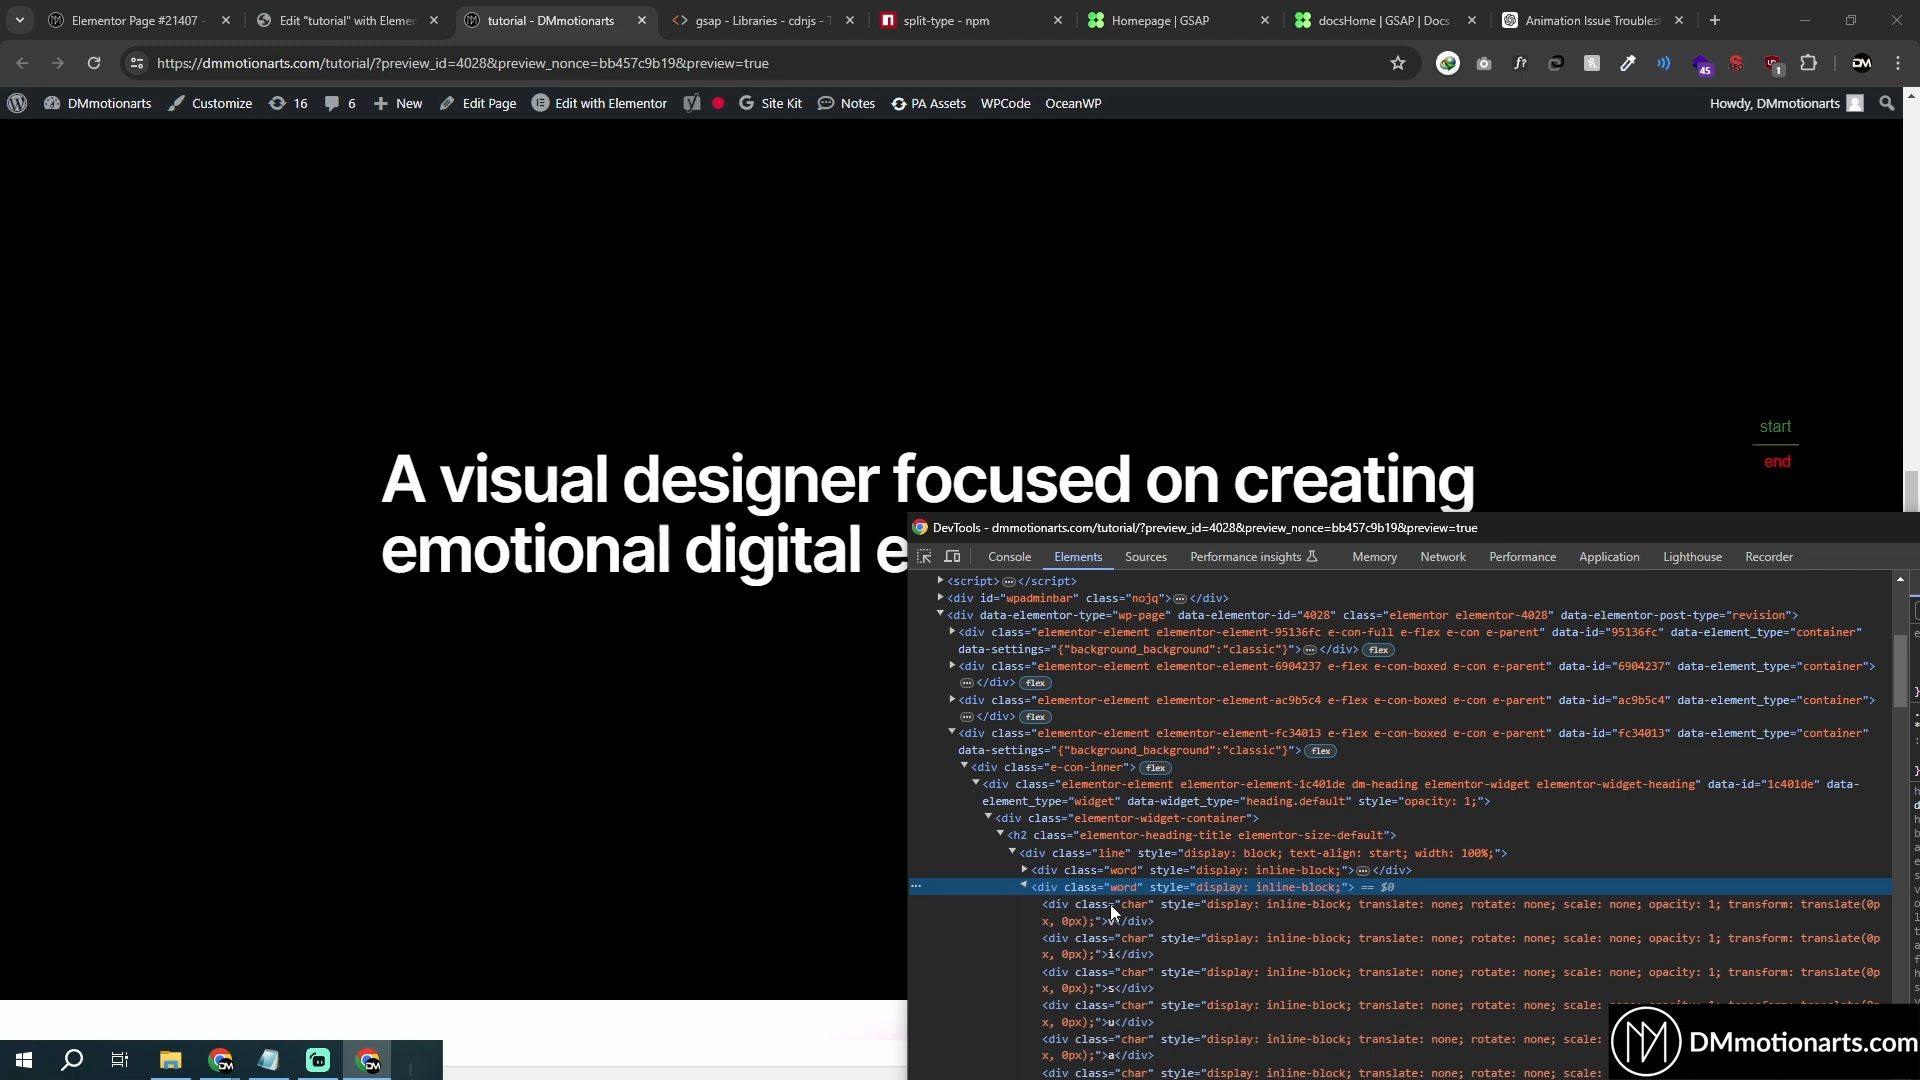 Elementor Page #21407 -
Edit "tutorial" with Elemen
tutorial - DMmotionarts
gsap - Libraries - cdnjs - T
split-type - npm
Homepage | GSAP
docsHome | GSAP | Docs
Animation Issue Troubles
https://dmmotionarts.com/tutorial/?preview_id=4028&preview_nonce=bb457c9b19&preview=true
f?
45
1
DM
DMmotionarts
Customize
16
6
New
Edit Page
Edit with Elementor
Site Kit
Notes
PA Assets
WPCode
OceanWP
Howdy, DMmotionarts
start
end
A visual designer focused on creating
emotional digital e
DevTools - dmmotionarts.com/tutorial/?preview_id=4028&preview_nonce=bb457c9b19&preview=true
Console
Elements
Sources
Performance insights
Memory
Network
Performance
Application
Lighthouse
Recorder
<script>…</script>
<div id="wpadminbar" class="nojq">…</div>
<div data-elementor-type="wp-page" data-elementor-id="4028" class="elementor elementor-4028" data-elementor-post-type="revision">
<div class="elementor-element elementor-element-95136fc e-con-full e-flex e-con e-parent" data-id="95136fc" data-element_type="container"
data-settings="{"background_background":"classic"}">…</div> flex
<div class="elementor-element elementor-element-6904237 e-flex e-con-boxed e-con e-parent" data-id="6904237" data-element_type="container">
…</div> flex
<div class="elementor-element elementor-element-ac9b5c4 e-flex e-con-boxed e-con e-parent" data-id="ac9b5c4" data-element_type="container">
…</div> flex
<div class="elementor-element elementor-element-fc34013 e-flex e-con-boxed e-con e-parent" data-id="fc34013" data-element_type="container"
data-settings="{"background_background":"classic"}"> flex
<div class="e-con-inner"> flex
<div class="elementor-element elementor-element-1c401de dm-heading elementor-widget elementor-widget-heading" data-id="1c401de" data-
element_type="widget" data-widget_type="heading.default" style="opacity: 1;">
<div class="elementor-widget-container">
<h2 class="elementor-heading-title elementor-size-default">
<div class="line" style="display: block; text-align: start; width: 100%;">
<div class="word" style="display: inline-block;">…</div>
<div class="word" style="display: inline-block;"> == $0
<div class="char" style="display: inline-block; translate: none; rotate: none; scale: none; opacity: 1; transform: translate(0p
x, 0px);">v</div>
<div class="char" style="display: inline-block; translate: none; rotate: none; scale: none; opacity: 1; transform: translate(0p
x, 0px);">i</div>
<div class="char" style="display: inline-block; translate: none; rotate: none; scale: none; opacity: 1; transform: translate(0p
x, 0px);">s</div>
<div class="char" style="display: inline-block; translate: none; rotate: none; scale: none; opacity: 1; transform: translate(0p
x, 0px);">u</div>
<div class="char" style="display: inline-block; translate: none; rotate: none; scale: none;
x, 0px);">a</div>
<div class="char" style="display: inline-block; translate: none; rotate: none; scale: none;
DMmotionarts.com